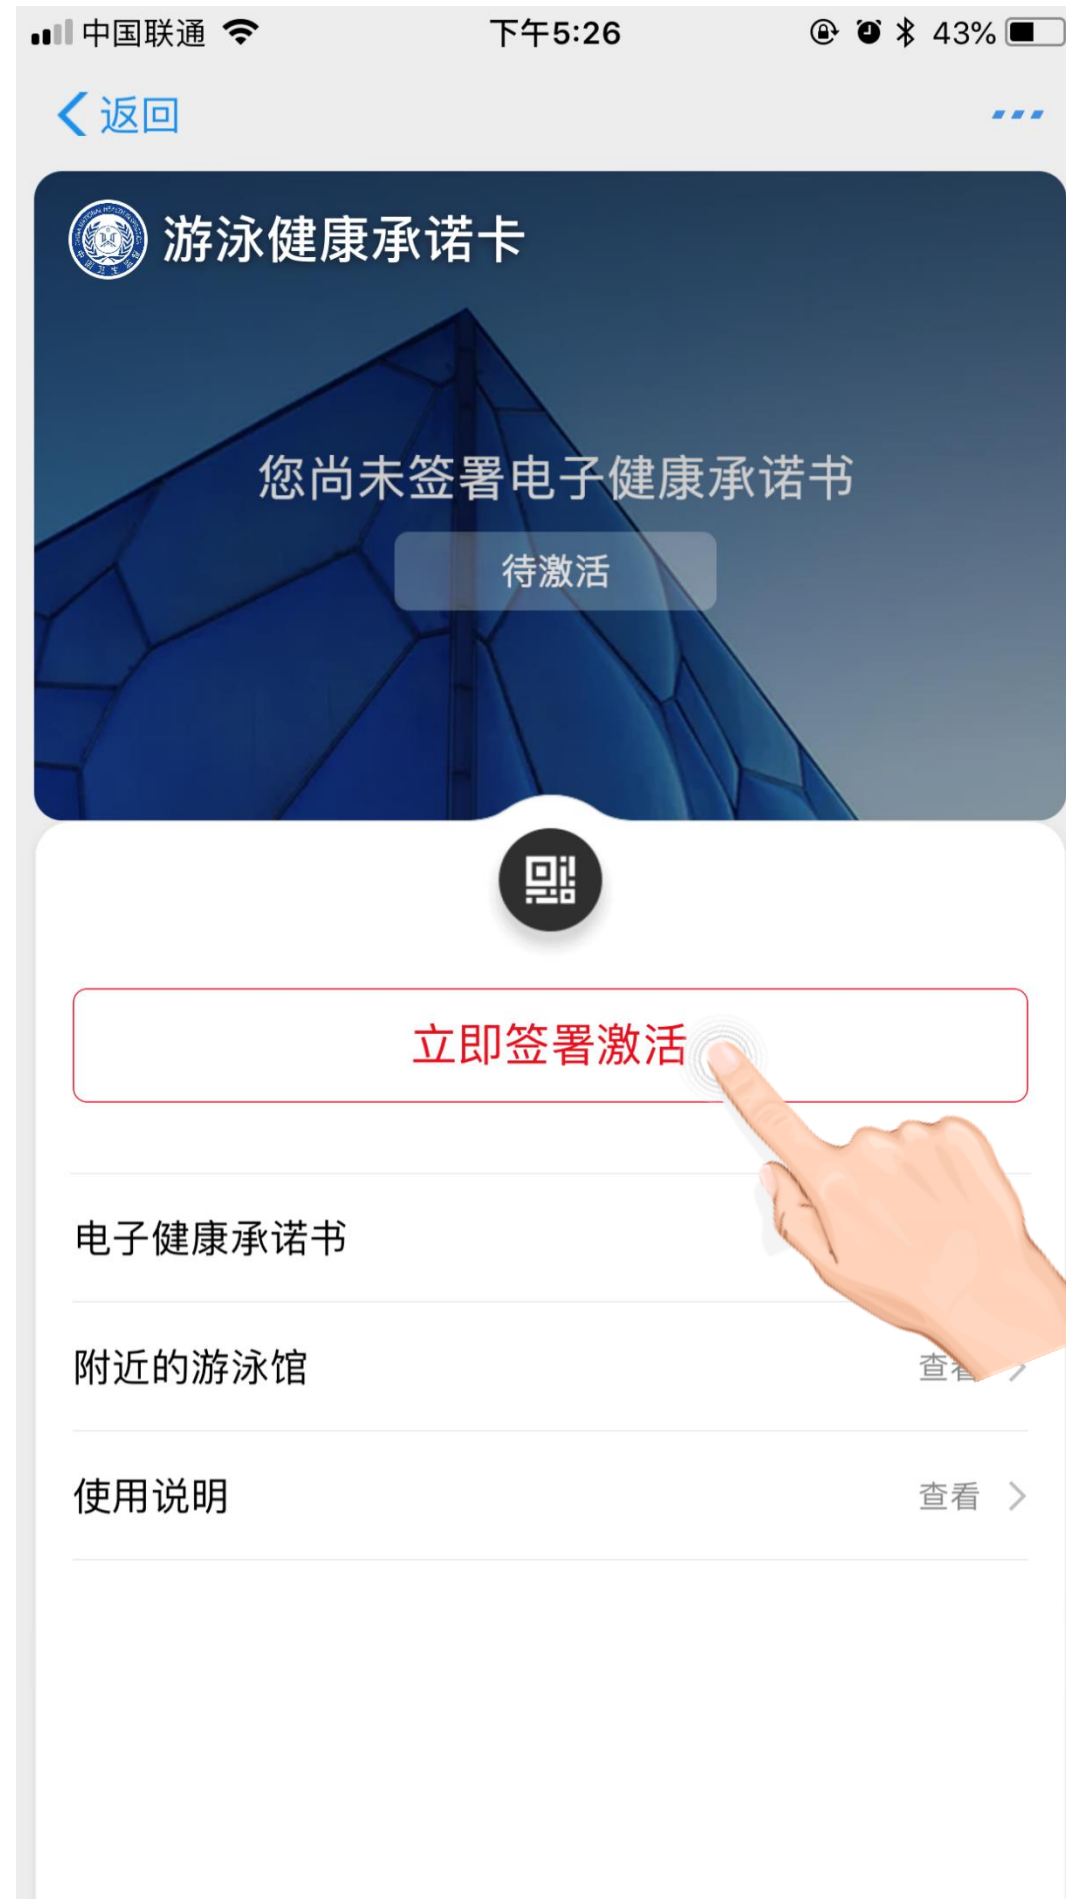 中国联通
下午5:26
43%
返回
游泳健康承诺卡
您尚未签署电子健康承诺书
待激活
立即签署激活
电子健康承诺书
附近的游泳馆
查看
使用说明
查看